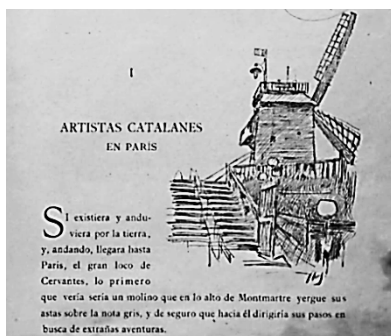 I
ARTISTAS CATALANES
EN PARÍS
SI existiera y andu-
viera por la tierra,
y, andando, llegara hasta
Paris, el gran loco de
Cervantes, lo primero
que vería sería un molino que en lo alto de Montmartre yergue sus
astas sobre la nota gris, y de seguro que hacia él dirigiría sus pasos en
busca de extrañas aventuras.